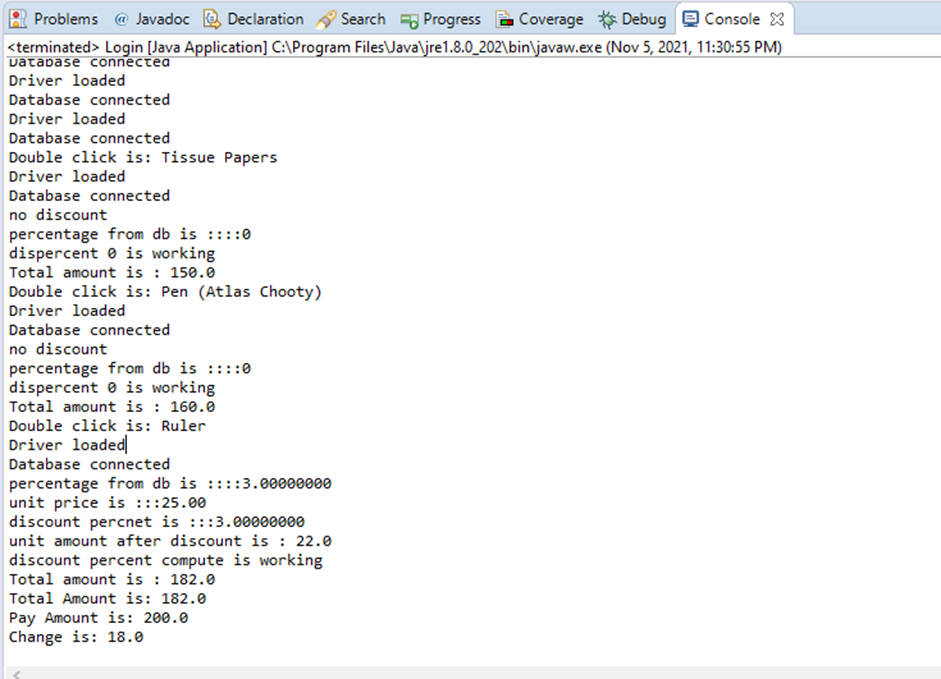 Problems @ Javadoc Declaration Search Progress Coverage Debug Console
<terminated> Login [Java Application] C:\Program Files\Java\jre1.8.0_202\bin\javaw.exe (Nov 5, 2021, 11:30:55 PM)
Database connected
Driver loaded
Database connected
Driver loaded
Database connected
Double click is: Tissue Papers
Driver loaded
Database connected
no discount
percentage from db is ::::0
dispercent 0 is working
Total amount is : 150.0
Double click is: Pen (Atlas Chooty)
Driver loaded
Database connected
no discount
percentage from db is ::::0
dispercent 0 is working
Total amount is : 160.0
Double click is: Ruler
Driver loaded
Database connected
percentage from db is ::::3.00000000
unit price is :::25.00
discount percnet is :::3.00000000
unit amount after discount is : 22.0
discount percent compute is working
Total amount is : 182.0
Total Amount is: 182.0
Pay Amount is: 200.0
Change is: 18.0